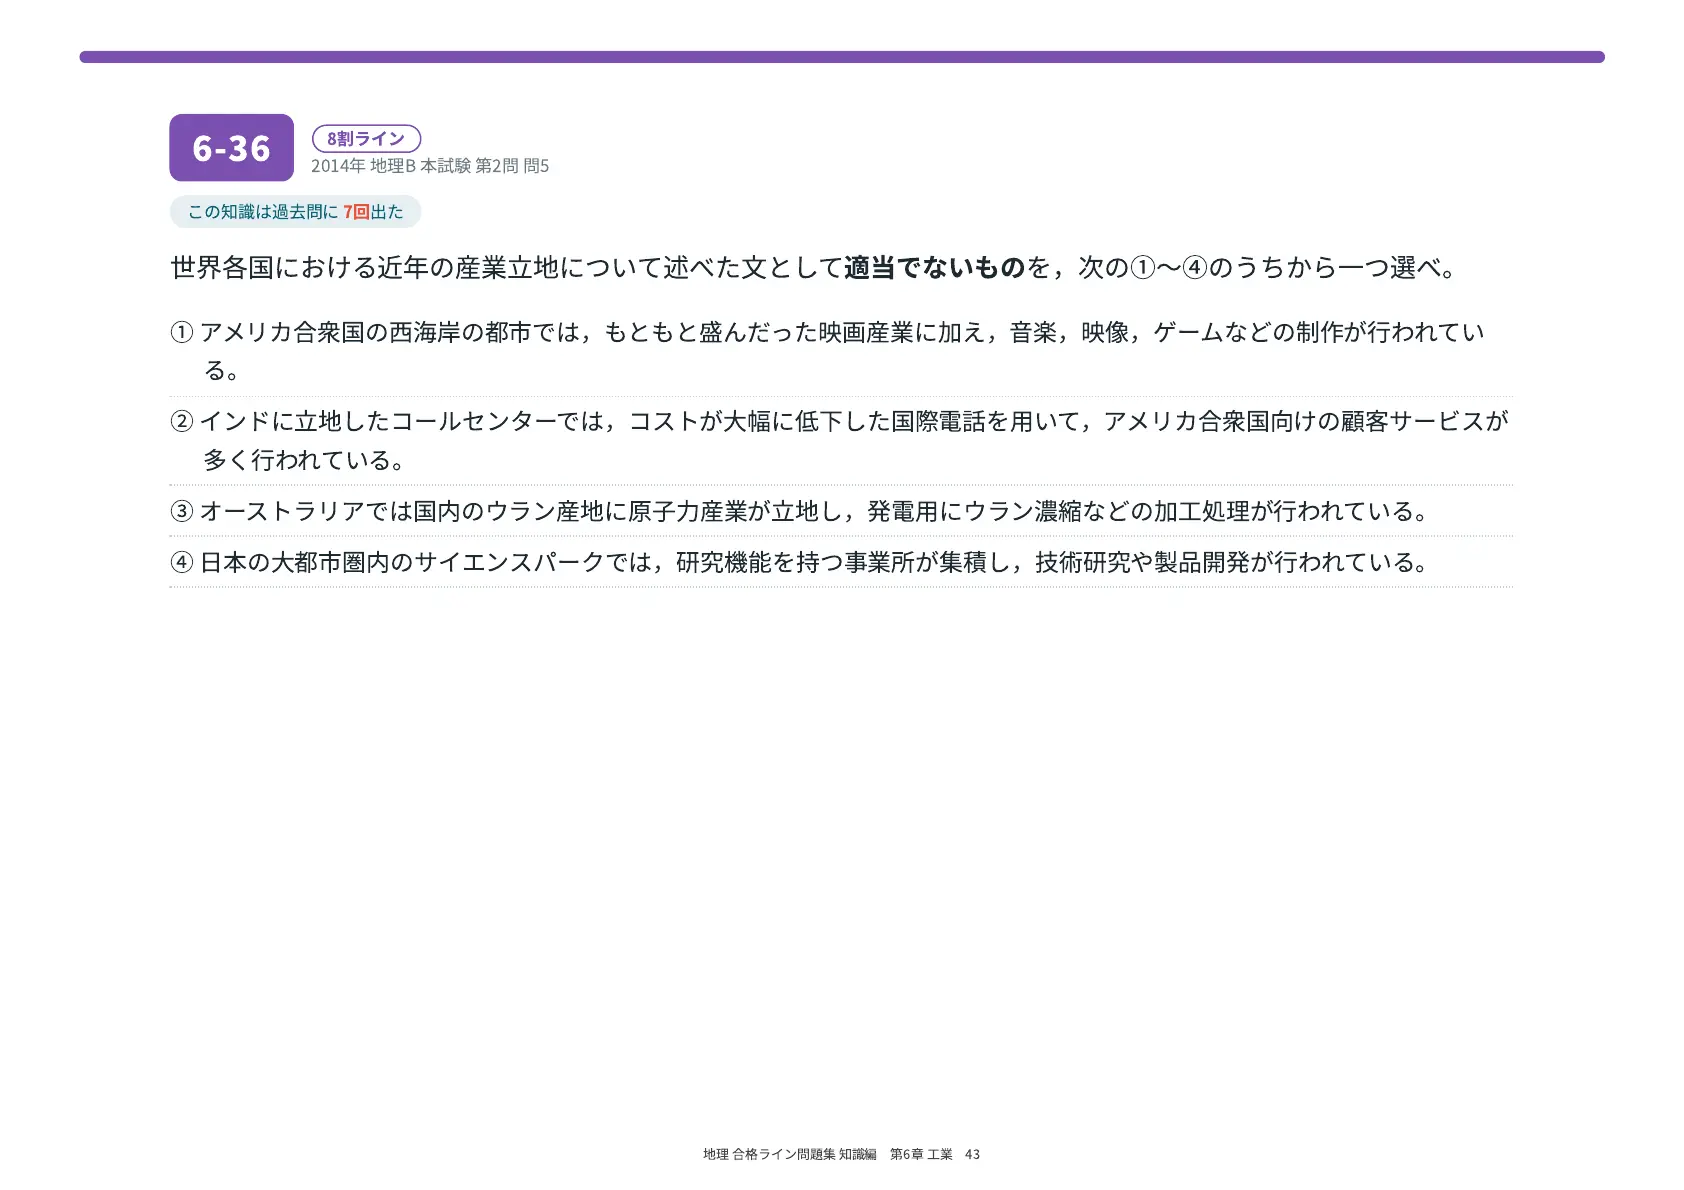 6-36
8割ライン
2014年 地理B 本試験 第2問 問5
この知識は過去問に 7回出た
世界各国における近年の産業立地について述べた文として適当でないものを，次の①～④のうちから一つ選べ。
① アメリカ合衆国の西海岸の都市では，もともと盛んだった映画産業に加え，音楽，映像，ゲームなどの制作が行われてい
る。
② インドに立地したコールセンターでは，コストが大幅に低下した国際電話を用いて，アメリカ合衆国向けの顧客サービスが
多く行われている。
③ オーストラリアでは国内のウラン産地に原子力産業が立地し，発電用にウラン濃縮などの加工処理が行われている。
④ 日本の大都市圏内のサイエンスパークでは，研究機能を持つ事業所が集積し，技術研究や製品開発が行われている。
地理 合格ライン問題集 知識編　第6章 工業　43